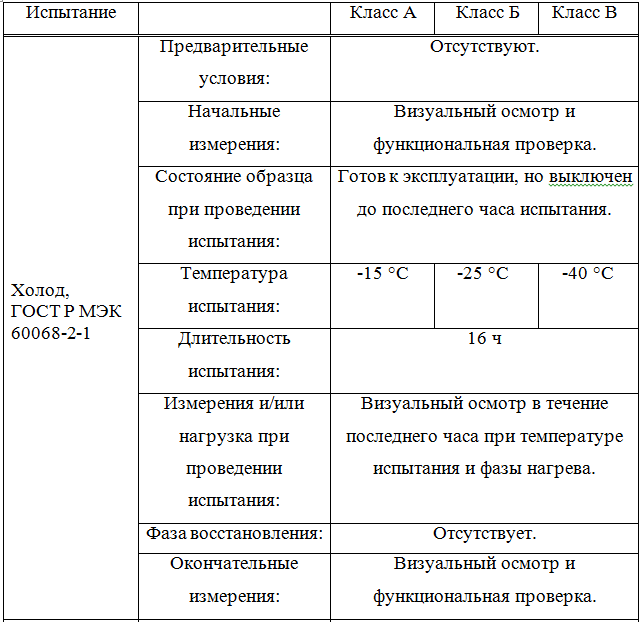 Испытание
Класс А
Класс Б
Класс В
Холод,
ГОСТ Р МЭК
60068-2-1
Предварительные
условия:
Отсутствуют.
Начальные
измерения:
Визуальный осмотр и
функциональная проверка.
Состояние образца
при проведении
испытания:
Готов к эксплуатации, но выключен
до последнего часа испытания.
Температура
испытания:
-15 °С
-25 °С
-40 °С
Длительность
испытания:
16 ч
Измерения и/или
нагрузка при
проведении
испытания:
Визуальный осмотр в течение
последнего часа при температуре
испытания и фазы нагрева.
Фаза восстановления:
Отсутствует.
Окончательные
измерения:
Визуальный осмотр и
функциональная проверка.